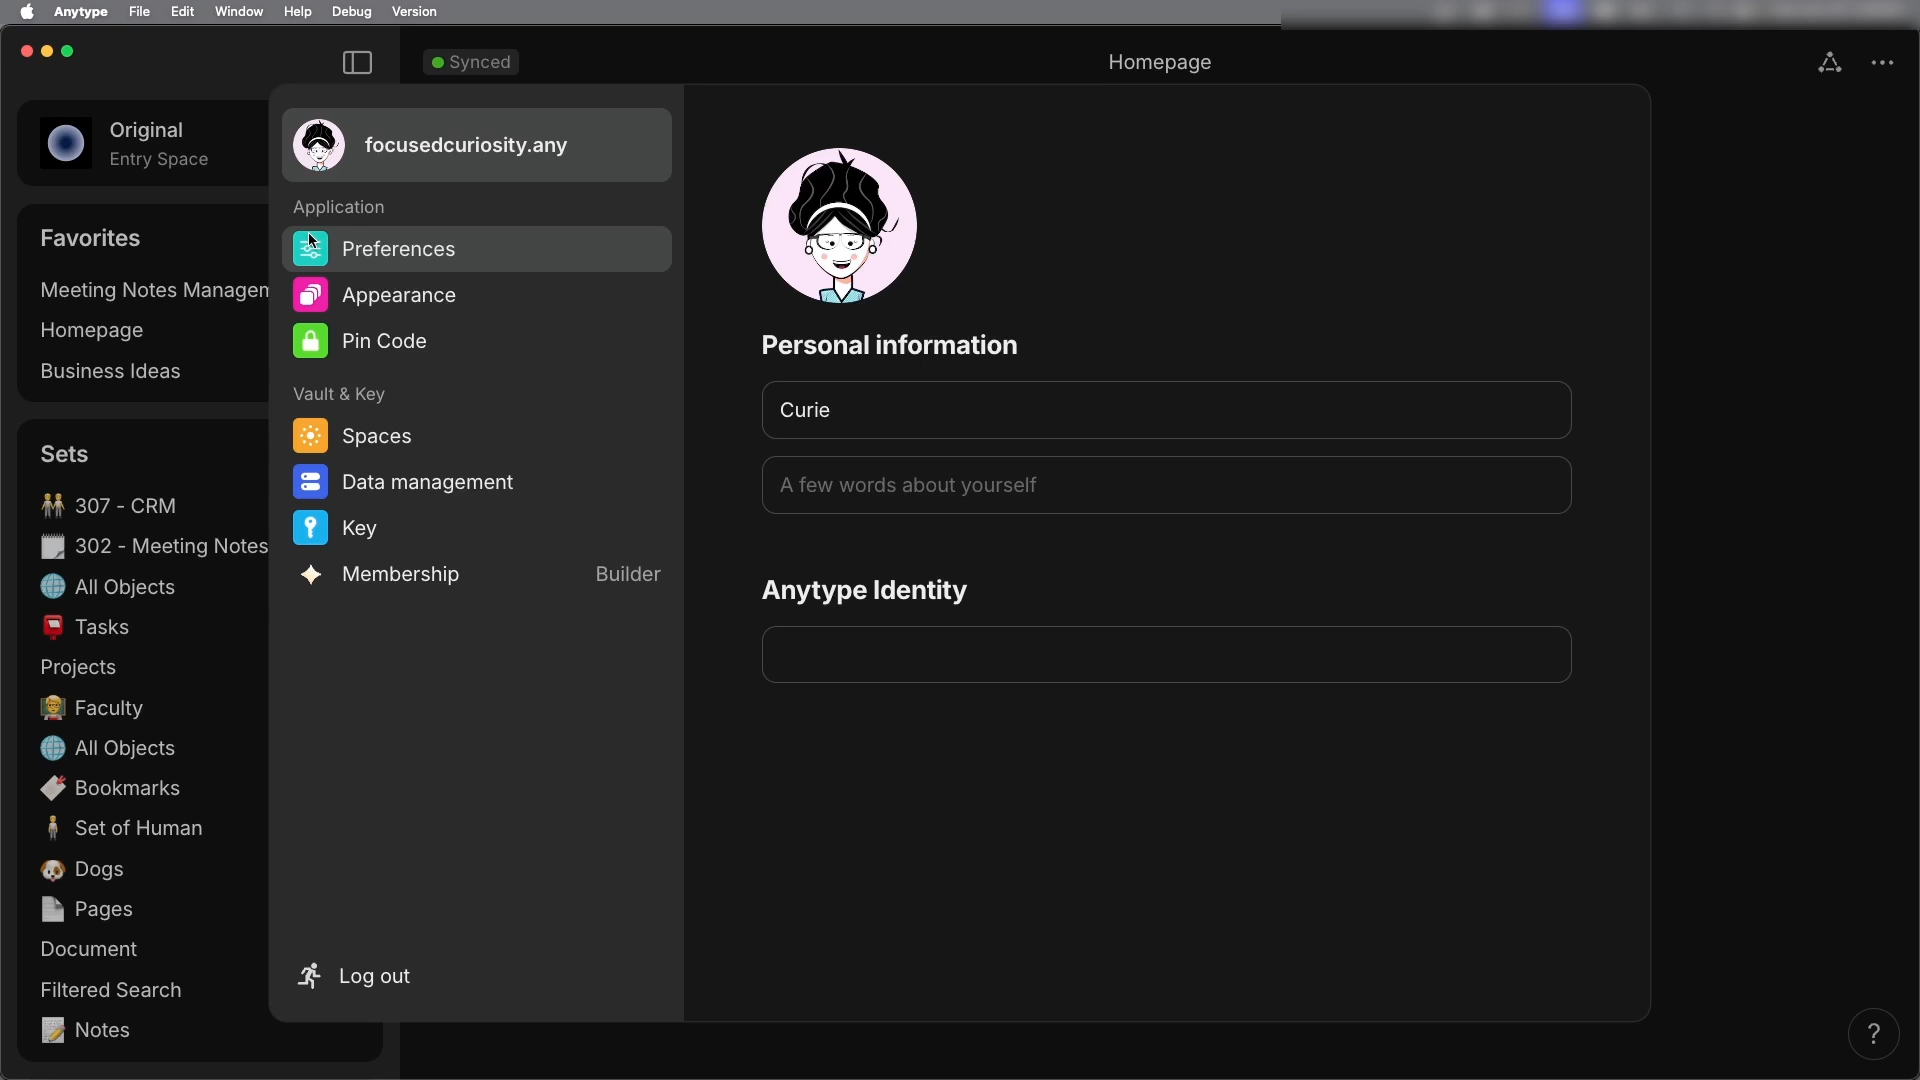 Anytype File Edit Window Help Debug Version
Synced
Homepage
Original
Entry Space
Favorites
Meeting Notes Managem
Homepage
Business Ideas
Sets
307 - CRM
302 - Meeting Notes
All Objects
Tasks
Projects
Faculty
All Objects
Bookmarks
Set of Human
Dogs
Pages
Document
Filtered Search
Notes
focusedcuriosity.any
Application
Preferences
Appearance
Pin Code
Vault & Key
Spaces
Data management
Key
Membership Builder
Log out
Personal information
Curie
A few words about yourself
Anytype Identity
?